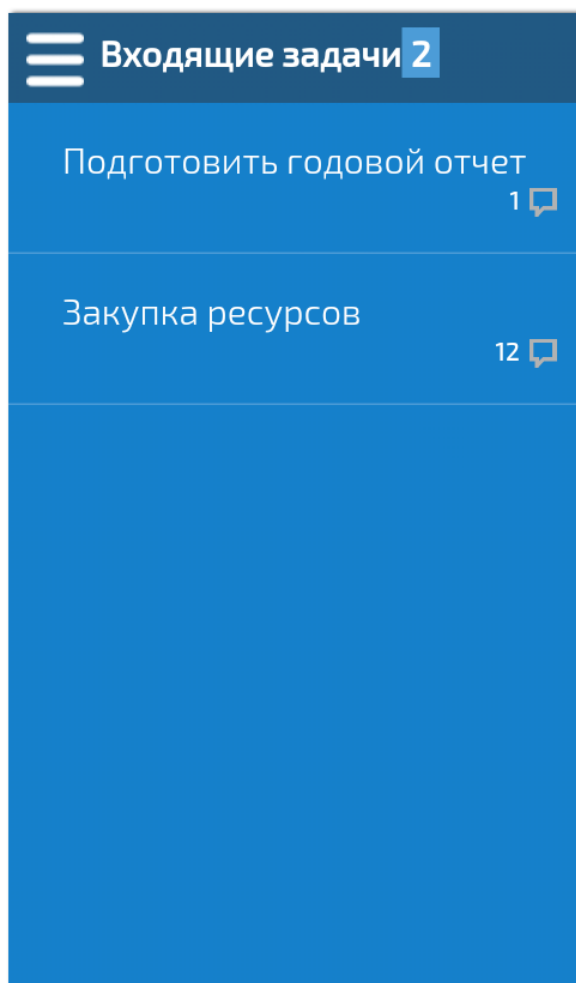 Входящие задачи 2
Подготовить годовой отчет
1
Закупка ресурсов
12